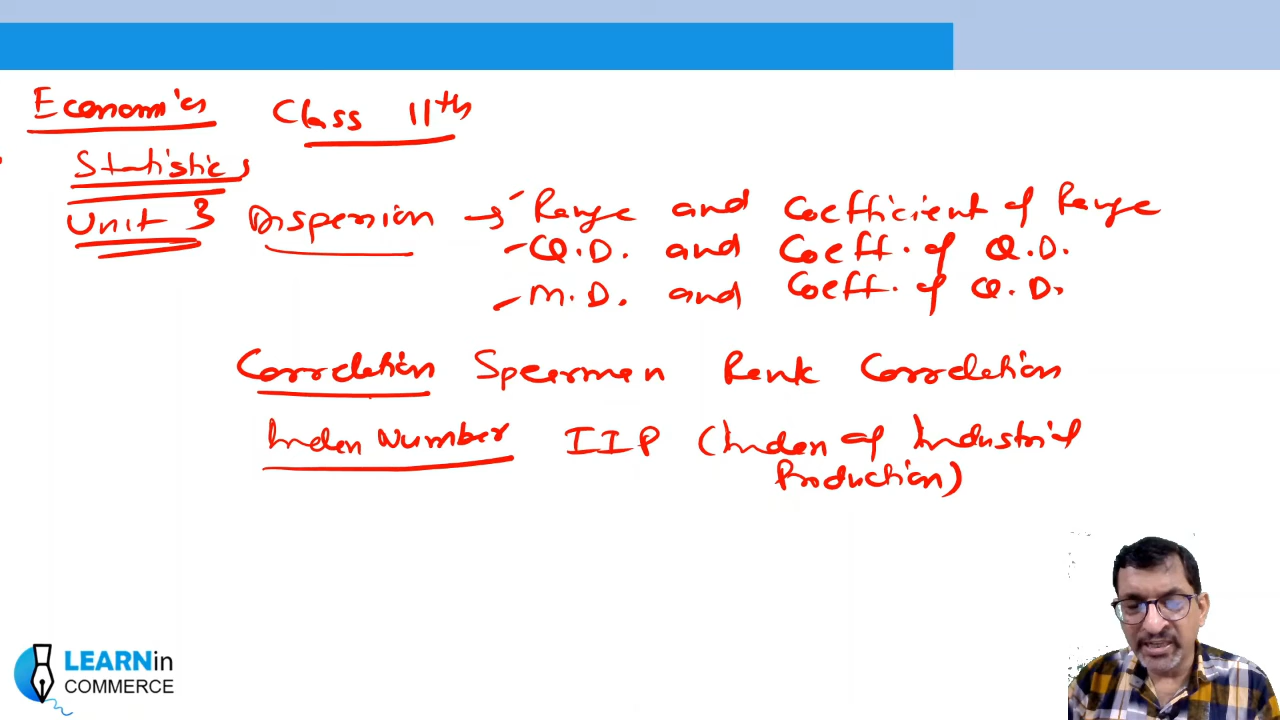 Economics Class 11th
Statistics
Unit 3 Dispersion → Range and Coefficient of Range
- Q.D. and Coeff. of Q.D.
- M.D. and Coeff. of Q.D.
Correlation Spearman Rank Correlation
Index Number IIP (Index of Industrial
Production)
LEARNin
COMMERCE